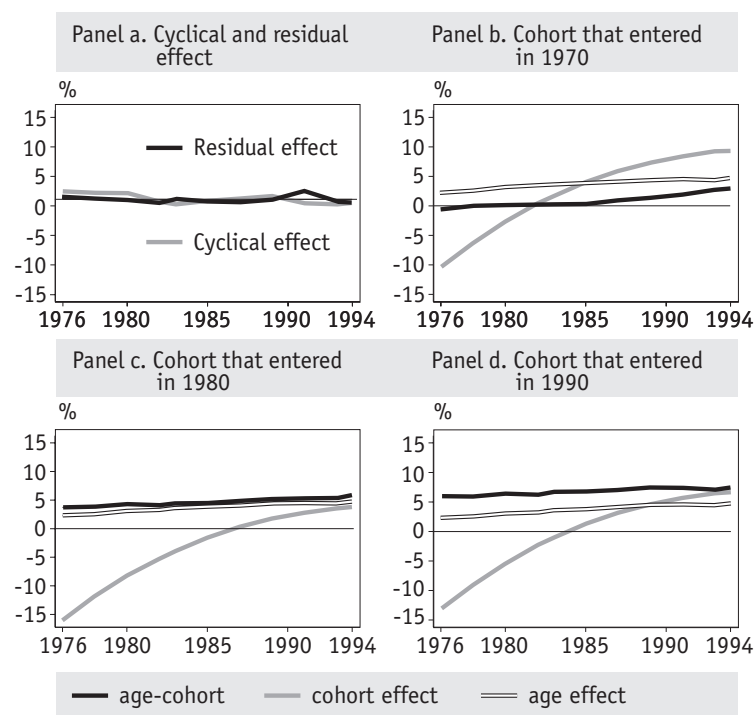 Panel a. Cyclical and residual
effect
%
15
10
5
0
-5
-10
-15
Residual effect
Cyclical effect
1976 1980 1985 1990 1994
Panel b. Cohort that entered
in 1970
%
15
10
5
0
-5
-10
-15
1976 1980 1985 1990 1994
Panel c. Cohort that entered
in 1980
%
15
10
5
0
-5
-10
-15
1976 1980 1985 1990 1994
Panel d. Cohort that entered
in 1990
%
15
10
5
0
-5
-10
-15
1976 1980 1985 1990 1994
age-cohort cohort effect age effect